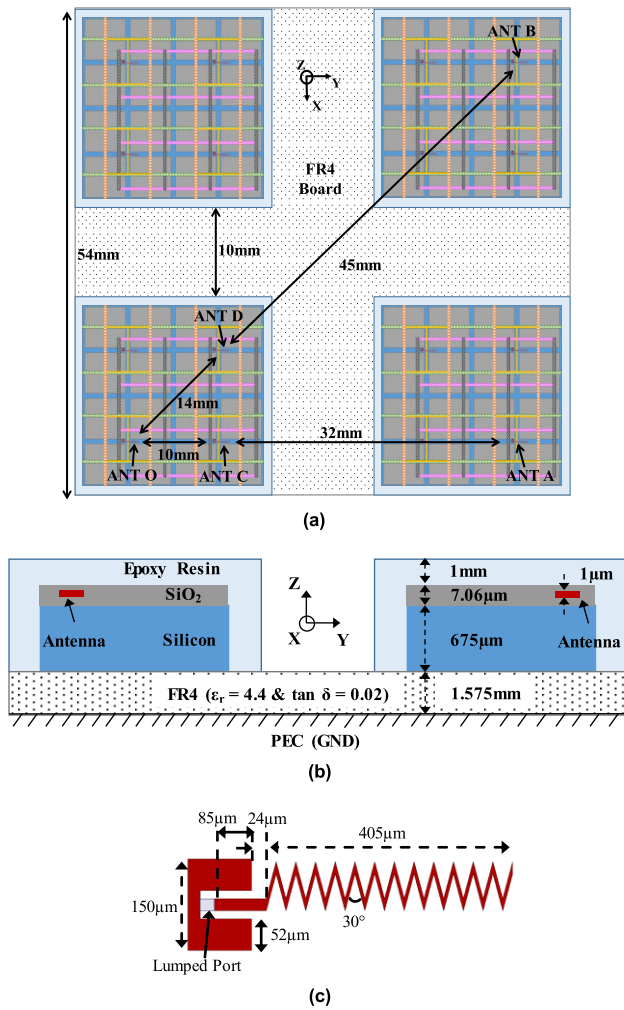 ANT B
Z
Y
X
FR4
Board
54mm
10mm
45mm
ANT D
14mm
32mm
10mm
ANT O
ANT C
ANT A
(a)
Epoxy Resin
1mm
1μm
Z
SiO2
7.06μm
Antenna
Silicon
X
Y
675μm
Antenna
FR4 (εr = 4.4 & tan δ = 0.02)
1.575mm
PEC (GND)
(b)
85μm
24μm
405μm
150μm
30°
52μm
Lumped Port
(c)